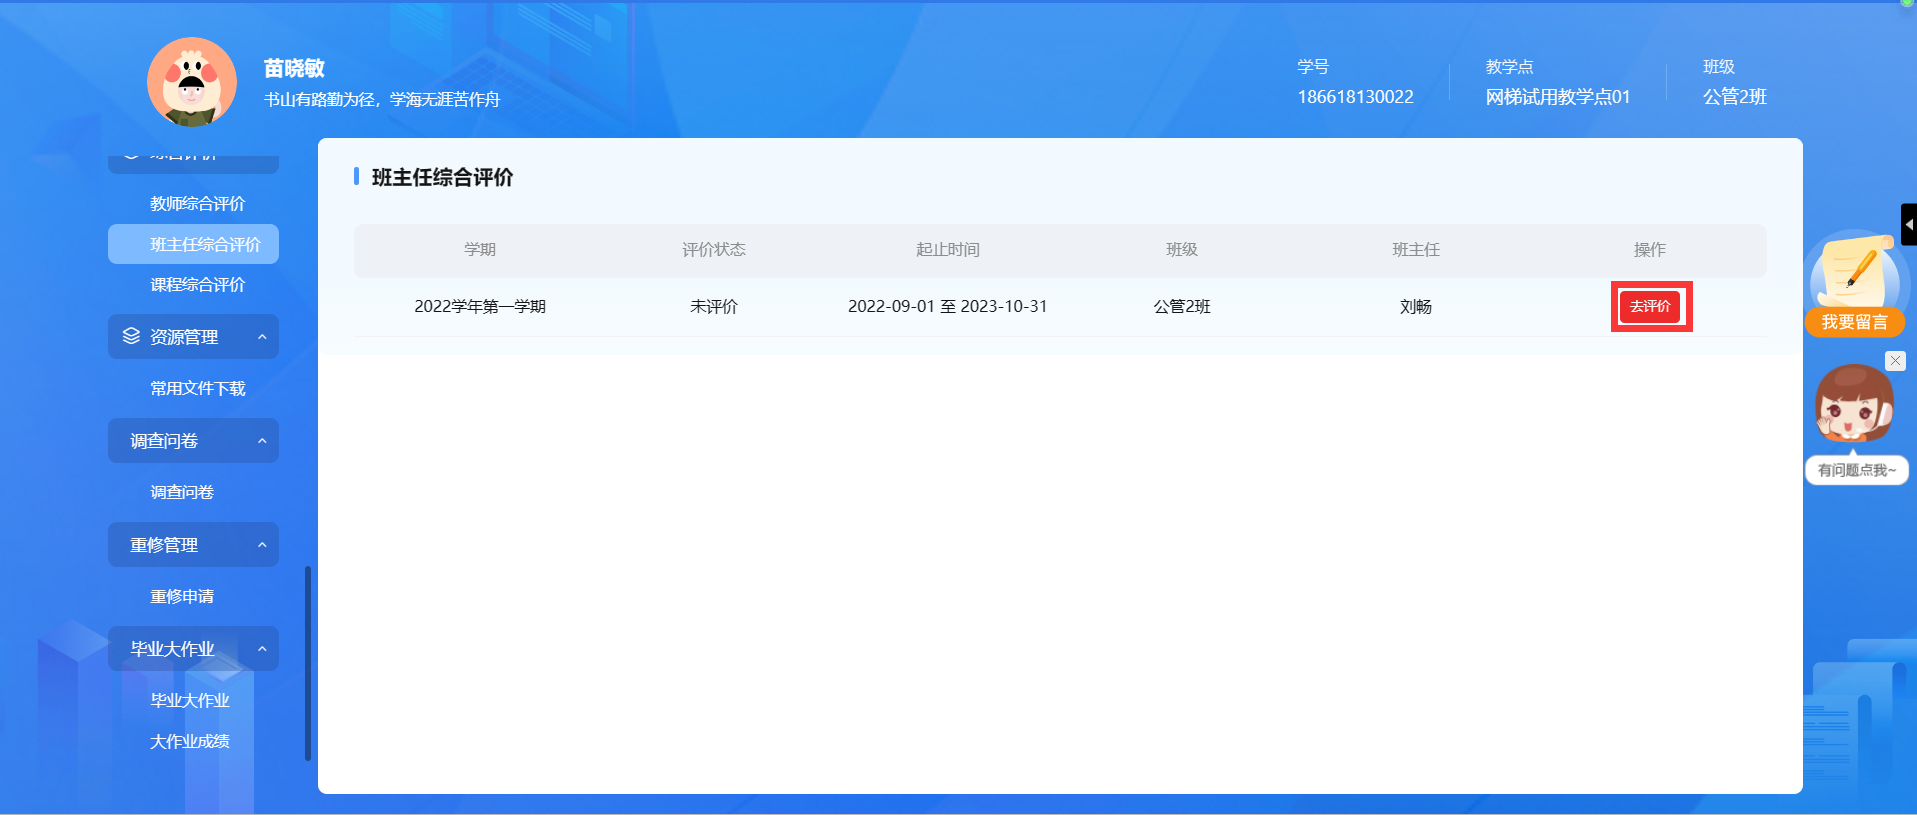 苗晓敏
书山有路勤为径，学海无涯苦作舟
学号
186618130022
教学点
网梯试用教学点01
班级
公管2班
综合评价
教师综合评价
班主任综合评价
课程综合评价
资源管理
常用文件下载
调查问卷
调查问卷
重修管理
重修申请
毕业大作业
毕业大作业
大作业成绩
班主任综合评价
学期 评价状态 起止时间 班级 班主任 操作
2022学年第一学期 未评价 2022-09-01 至 2023-10-31 公管2班 刘畅 去评价
我要留言
有问题点我~